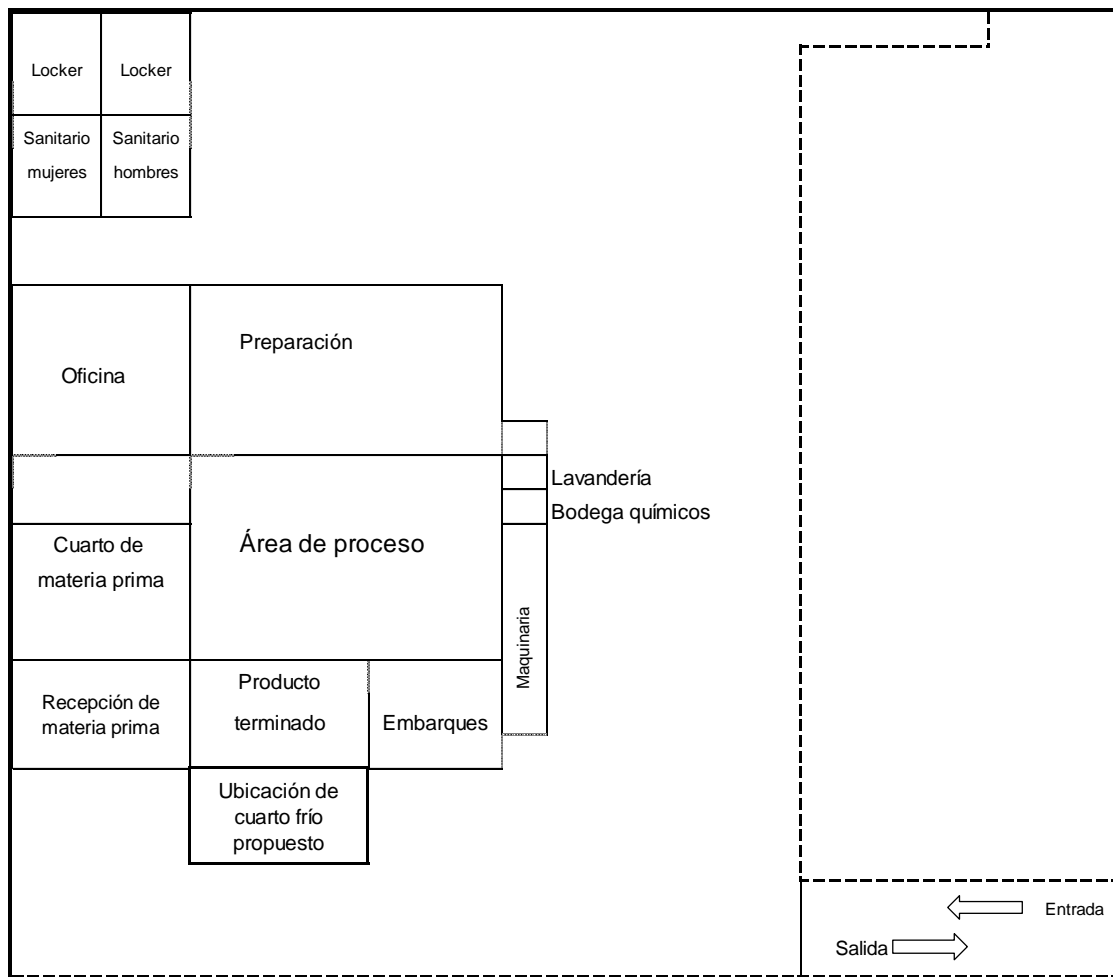 Locker
Locker
Sanitario
mujeres
Sanitario
hombres
Oficina
Preparación
Lavandería
Bodega químicos
Cuarto de
materia prima
Área de proceso
Maquinaria
Recepción de
materia prima
Producto
terminado
Embarques
Ubicación de
cuarto frío
propuesto
Entrada
Salida